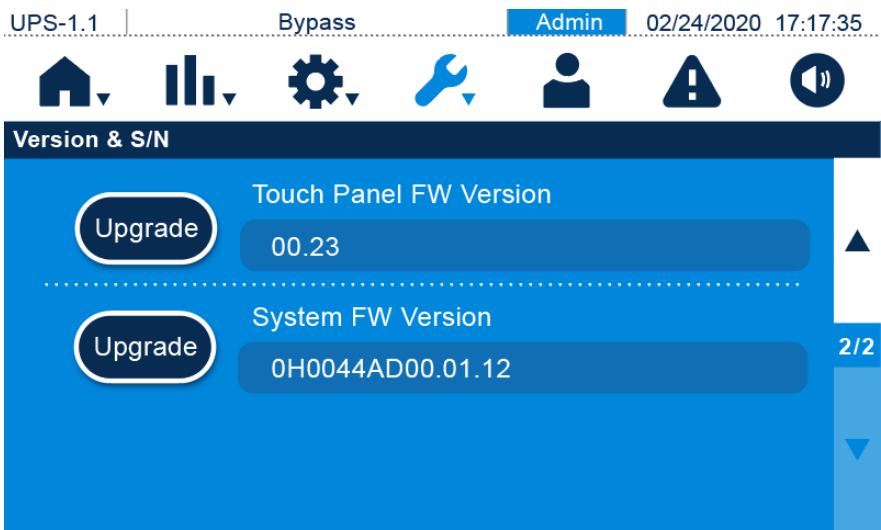 UPS-1.1 Bypass Admin 02/24/2020 17:17:35
Version & S/N
Touch Panel FW Version
Upgrade
00.23
System FW Version
Upgrade
0H0044AD00.01.12
2/2